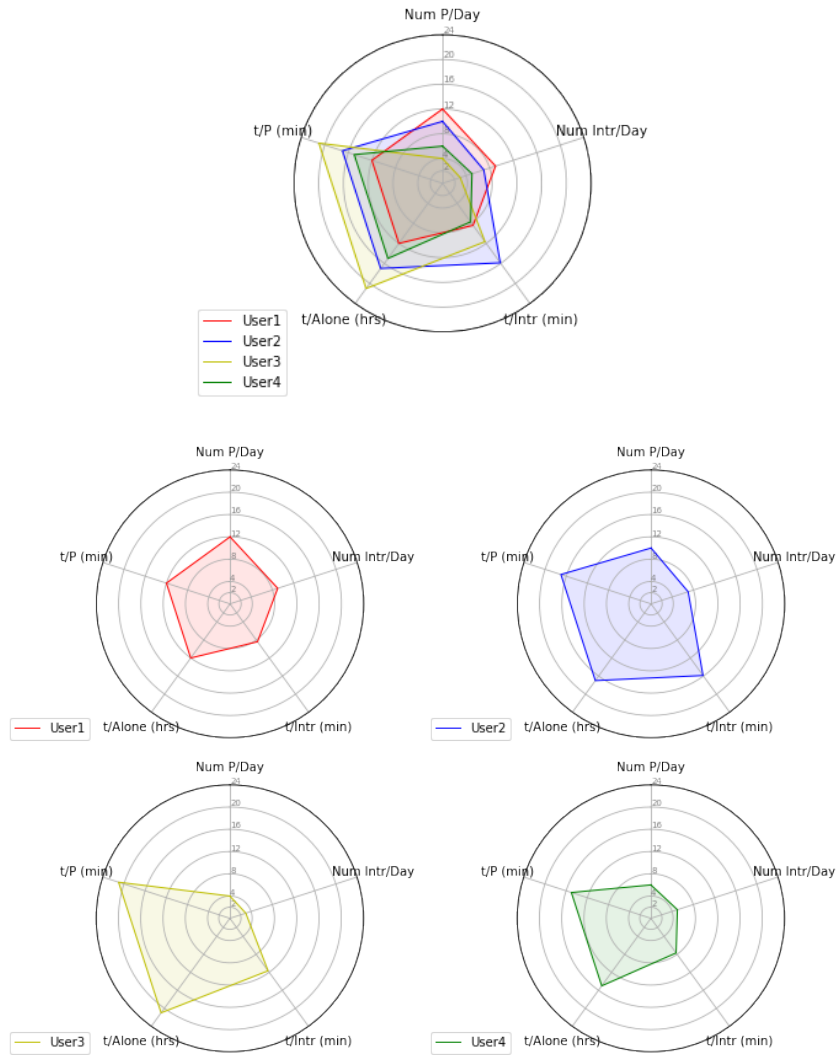 Num P/Day
24
20
16
12
8
4
2
t/P (min)
Num Intr/Day
t/Alone (hrs)
t/Intr (min)
User1
User2
User3
User4
Num P/Day
24
20
16
12
8
4
2
t/P (min)
Num Intr/Day
t/Alone (hrs)
t/Intr (min)
User1
Num P/Day
24
20
16
12
8
4
2
t/P (min)
Num Intr/Day
t/Alone (hrs)
t/Intr (min)
User2
Num P/Day
24
20
16
12
8
4
2
t/P (min)
Num Intr/Day
t/Alone (hrs)
t/Intr (min)
User3
Num P/Day
24
20
16
12
8
4
2
t/P (min)
Num Intr/Day
t/Alone (hrs)
t/Intr (min)
User4